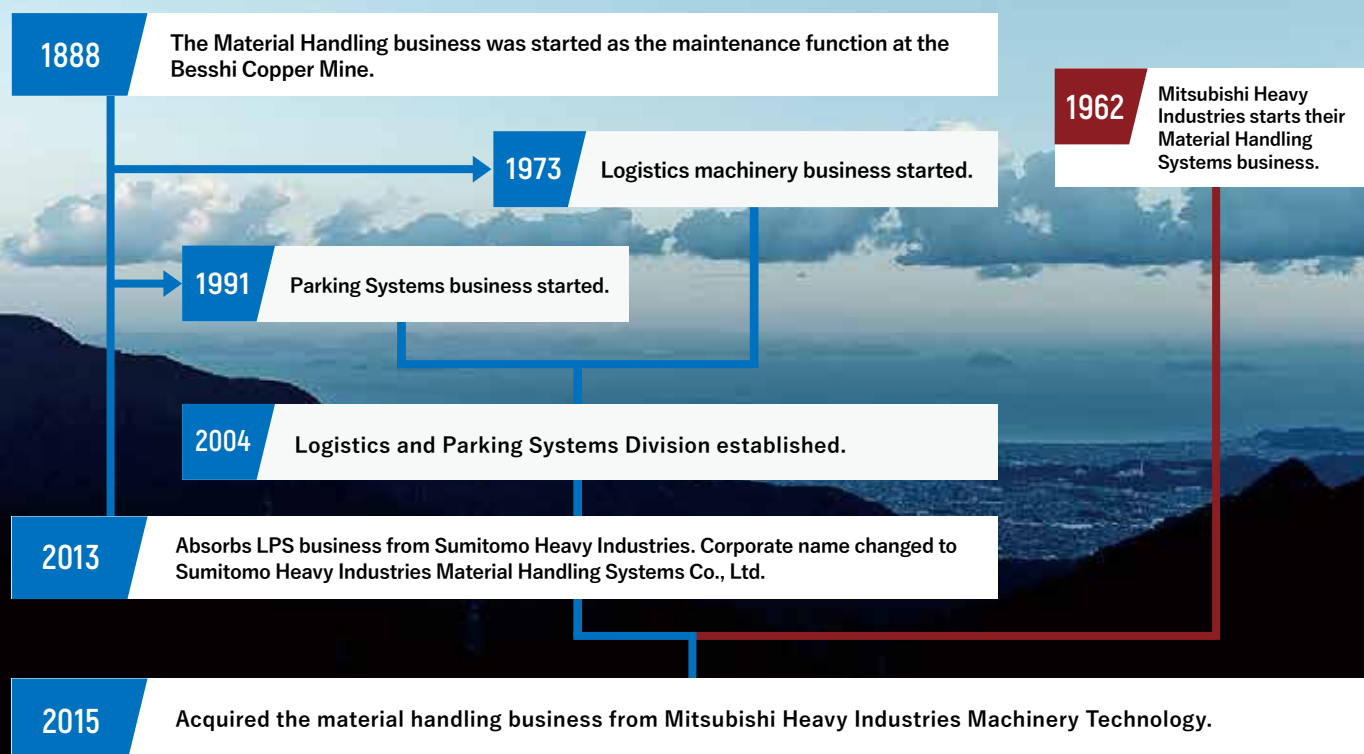 1888
The Material Handling business was started as the maintenance function at the
Besshi Copper Mine.
1962
Mitsubishi Heavy
Industries starts their
Material Handling
Systems business.
1973
Logistics machinery business started.
1991
Parking Systems business started.
2004
Logistics and Parking Systems Division established.
2013
Absorbs LPS business from Sumitomo Heavy Industries. Corporate name changed to
Sumitomo Heavy Industries Material Handling Systems Co., Ltd.
2015
Acquired the material handling business from Mitsubishi Heavy Industries Machinery Technology.